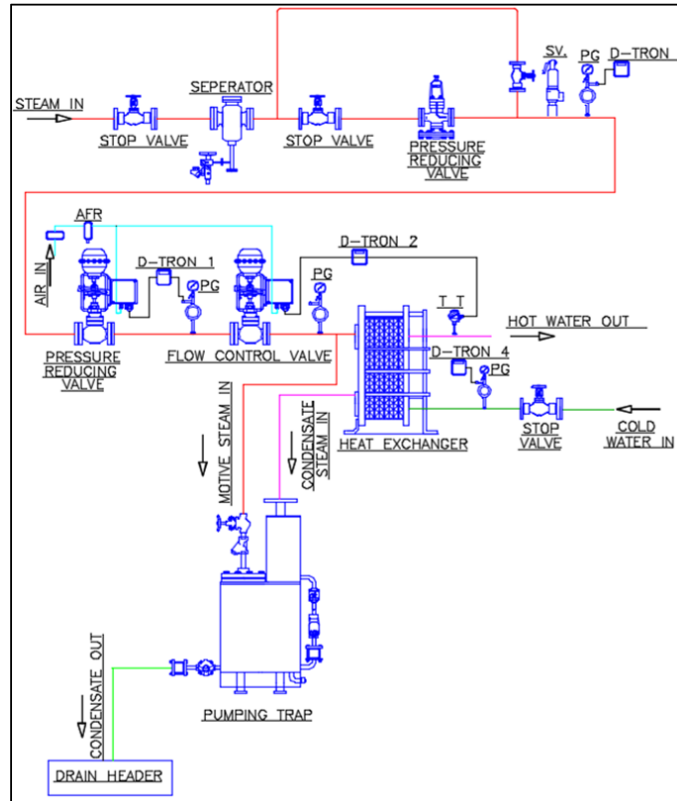 SEPERATOR
SV.
PG
D-TRON
STEAM IN
STOP VALVE
STOP VALVE
PRESSURE
REDUCING
VALVE
AFR
AIR IN
D-TRON 1
PG
D-TRON 2
PG
T T
HOT WATER OUT
D-TRON 4
PG
PRESSURE
REDUCING
VALVE
FLOW CONTROL VALVE
HEAT EXCHANGER
STOP
VALVE
COLD
WATER IN
MOTIVE STEAM IN
CONDENSATE
STEAM IN
CONDENSATE OUT
PUMPING TRAP
DRAIN HEADER